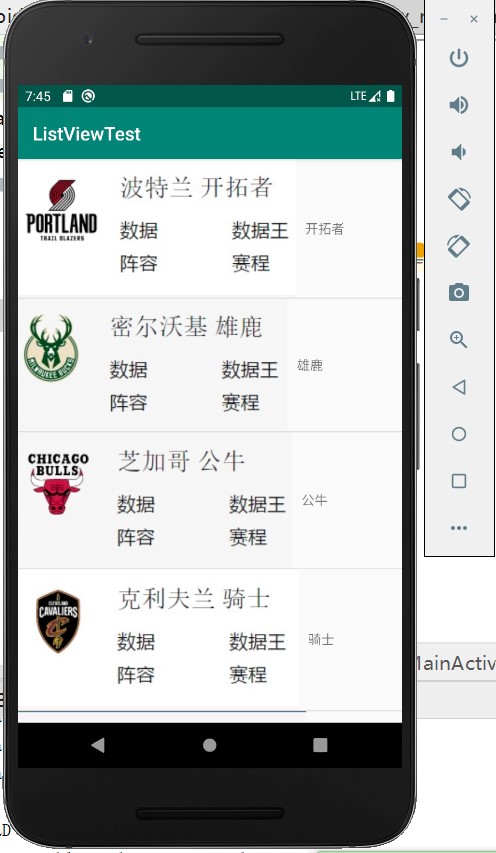 7:45 LTE
ListViewTest
波特兰 开拓者
PORTLAND
TRAIL BLAZERS
数据 数据王 开拓者
阵容 赛程
密尔沃基 雄鹿
MILWAUKEE BUCKS
数据 数据王 雄鹿
阵容 赛程
CHICAGO
BULLS
芝加哥 公牛
数据 数据王 公牛
阵容 赛程
克利夫兰 骑士
CLEVELAND
CAVALIERS
数据 数据王 骑士
阵容 赛程
MainActiv